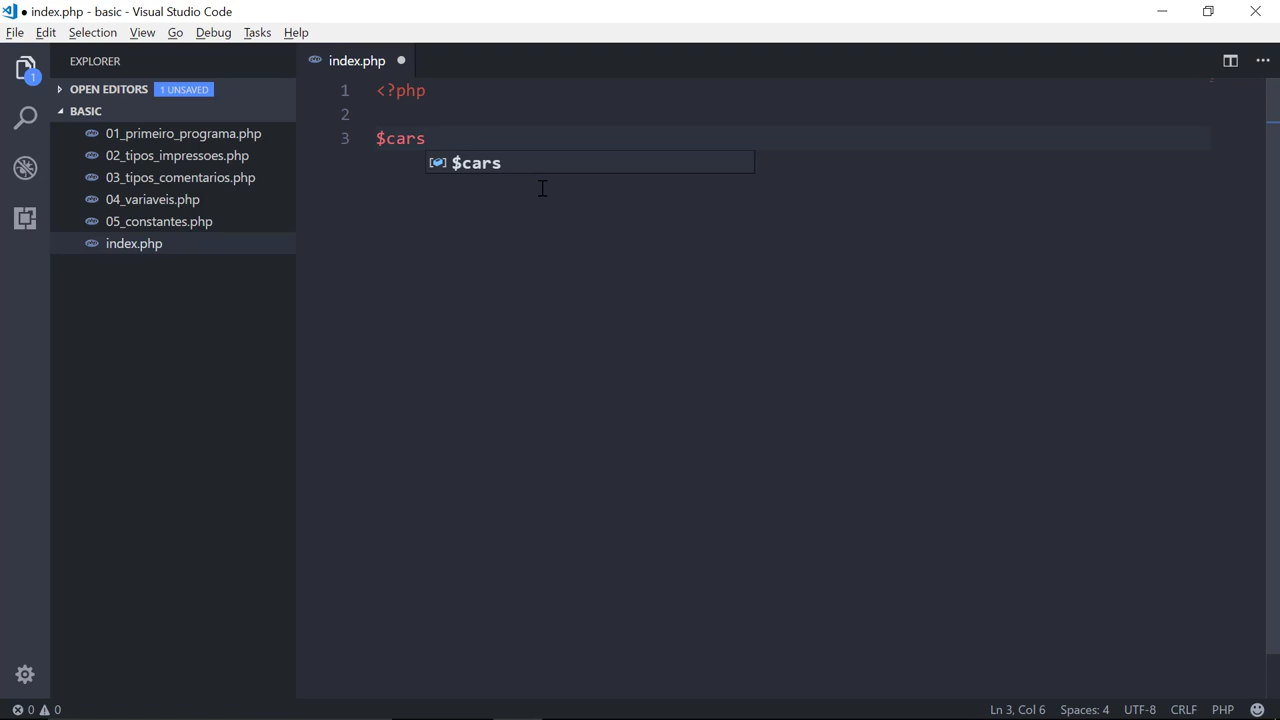 ● index.php - basic - Visual Studio Code
File Edit Selection View Go Debug Tasks Help
EXPLORER
OPEN EDITORS 1 UNSAVED
BASIC
01_primeiro_programa.php
02_tipos_impressoes.php
03_tipos_comentarios.php
04_variaveis.php
05_constantes.php
index.php
1
index.php ●
1 <?php
2
3 $cars
$cars
0 0
Ln 3, Col 6 Spaces: 4 UTF-8 CRLF PHP